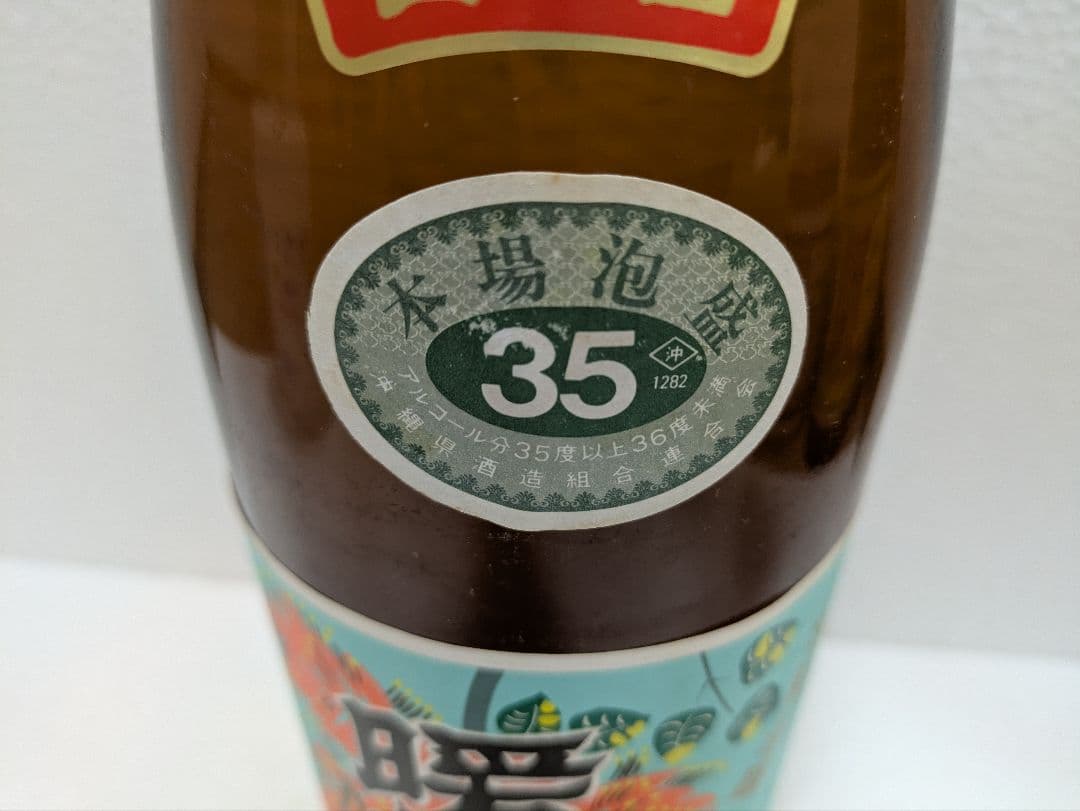 本場泡盛
35
沖
1282
アルコール分35度以上36度未満
沖縄県酒造組合連合会
暖